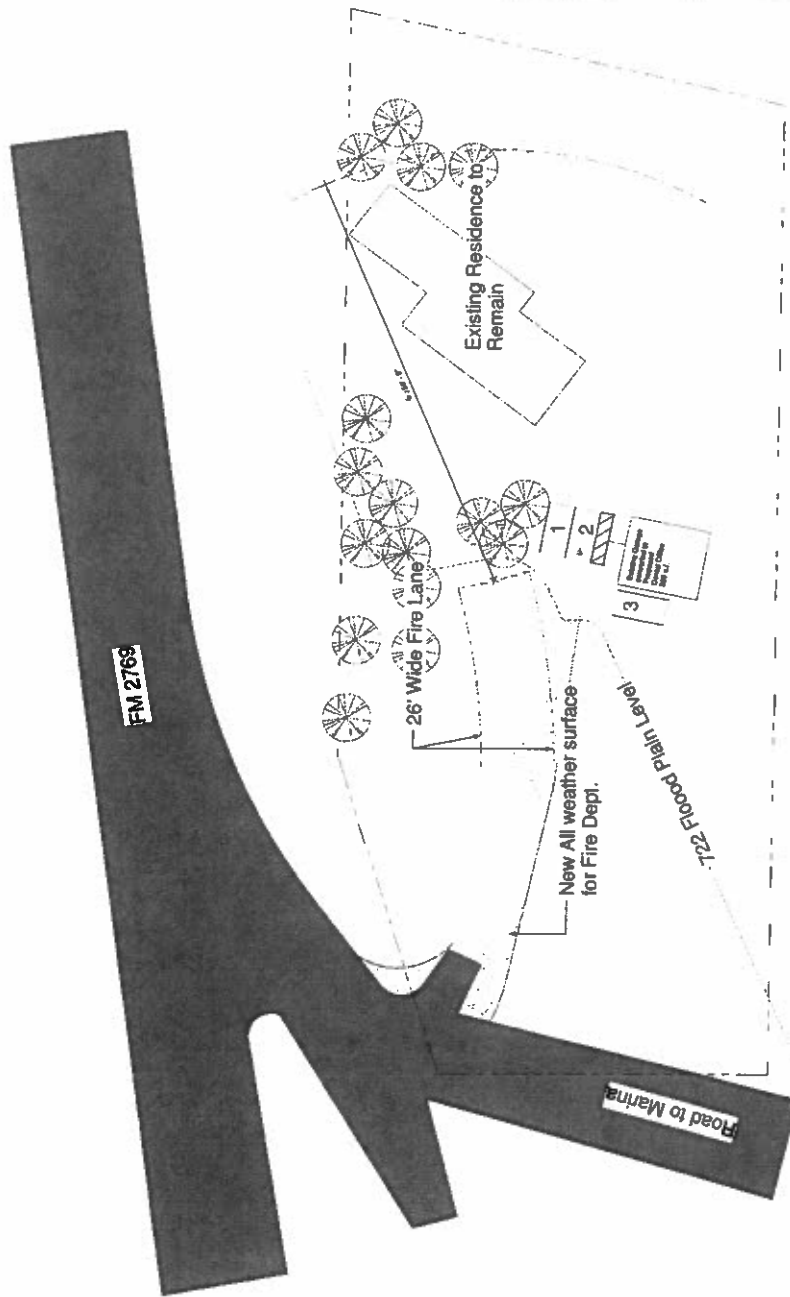 FM 2769
Existing Residence to
Remain
26' Wide Fire Lane
1
2
3
New All weather surface
for Fire Dept.
722 Floood Plain Level
Road to Marina